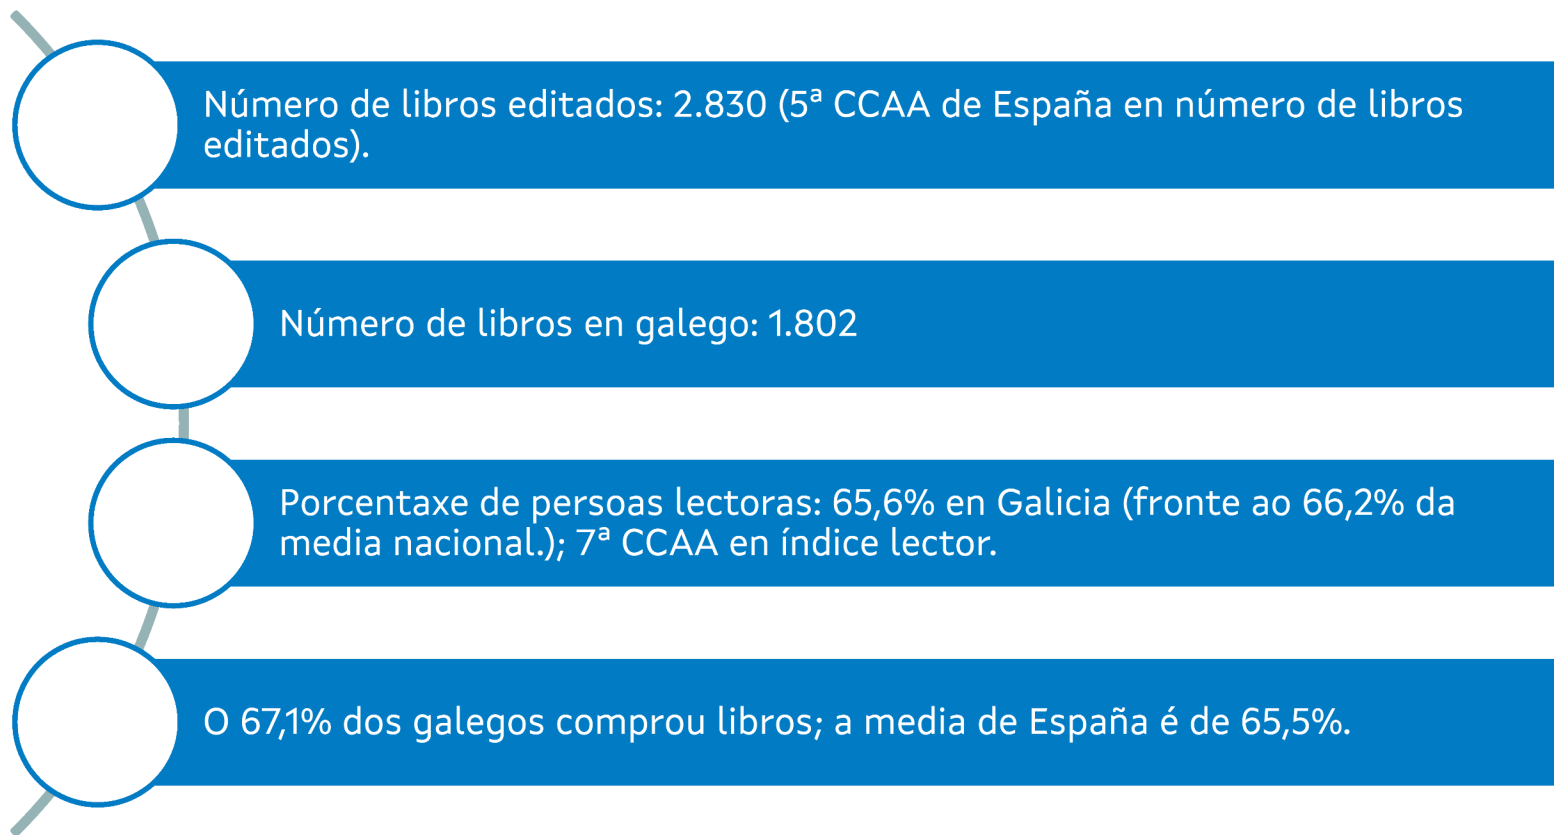 Número de libros editados: 2.830 (5ª CCAA de España en número de libros
editados).
Número de libros en galego: 1.802
Porcentaxe de persoas lectoras: 65,6% en Galicia (fronte ao 66,2% da
media nacional.); 7ª CCAA en índice lector.
O 67,1% dos galegos comprou libros; a media de España é de 65,5%.